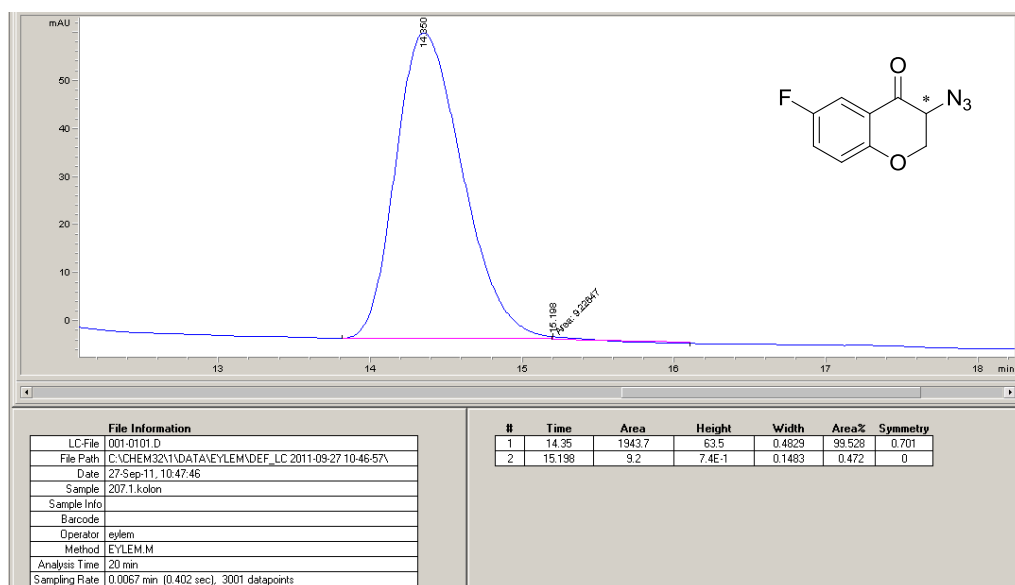 mAU
50
40
30
20
10
0
14.350
15.198
Area: 9.22647
13
14
15
16
17
18
min
O
F
*
N3
O
File Information
LC-File 001-0101.D
File Path C:\CHEM32\1\DATA\EYLEM\DEF_LC 2011-09-27 10-46-57\
Date 27-Sep-11, 10:47:46
Sample 207.1.kolon
Sample Info
Barcode
Operator eylem
Method EYLEM.M
Analysis Time 20 min
Sampling Rate 0.0067 min (0.402 sec), 3001 datapoints
# Time Area Height Width Area% Symmetry
1 14.35 1943.7 63.5 0.4829 99.528 0.701
2 15.198 9.2 7.4E-1 0.1483 0.472 0